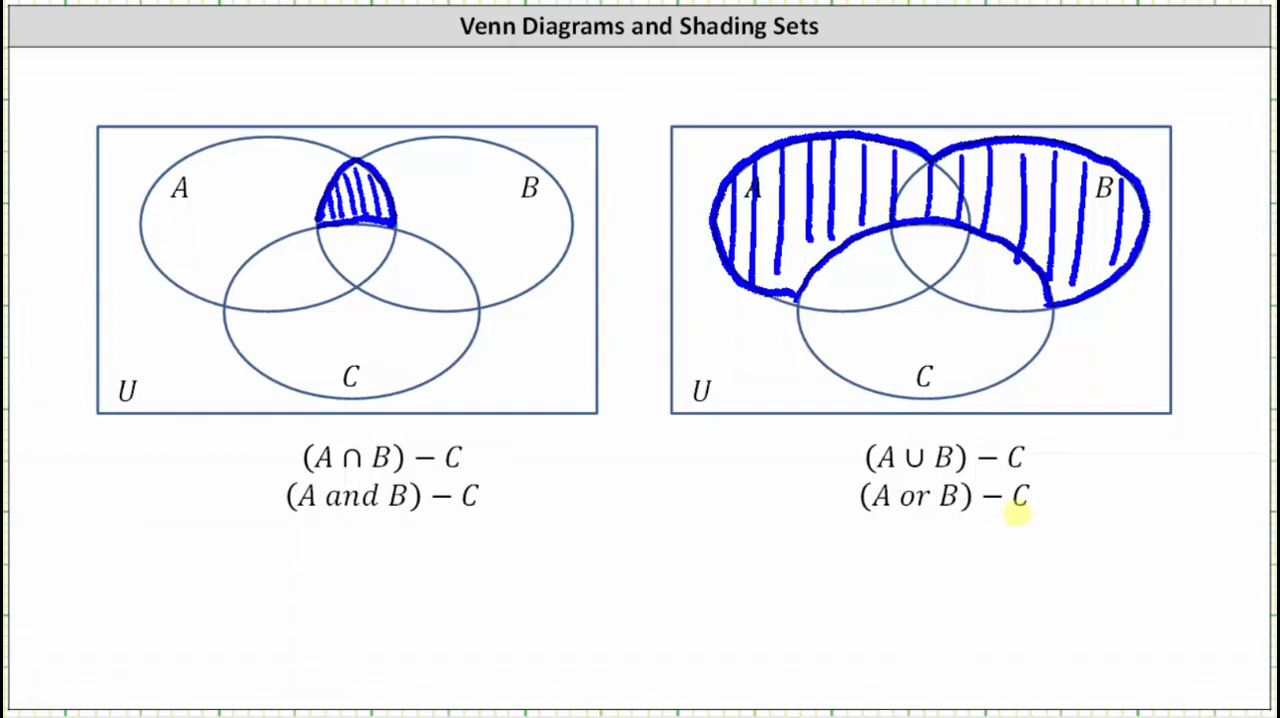 Venn Diagrams and Shading Sets
A
B
C
U
(A ∩ B) − C
(A and B) − C
A
B
C
U
(A ∪ B) − C
(A or B) − C